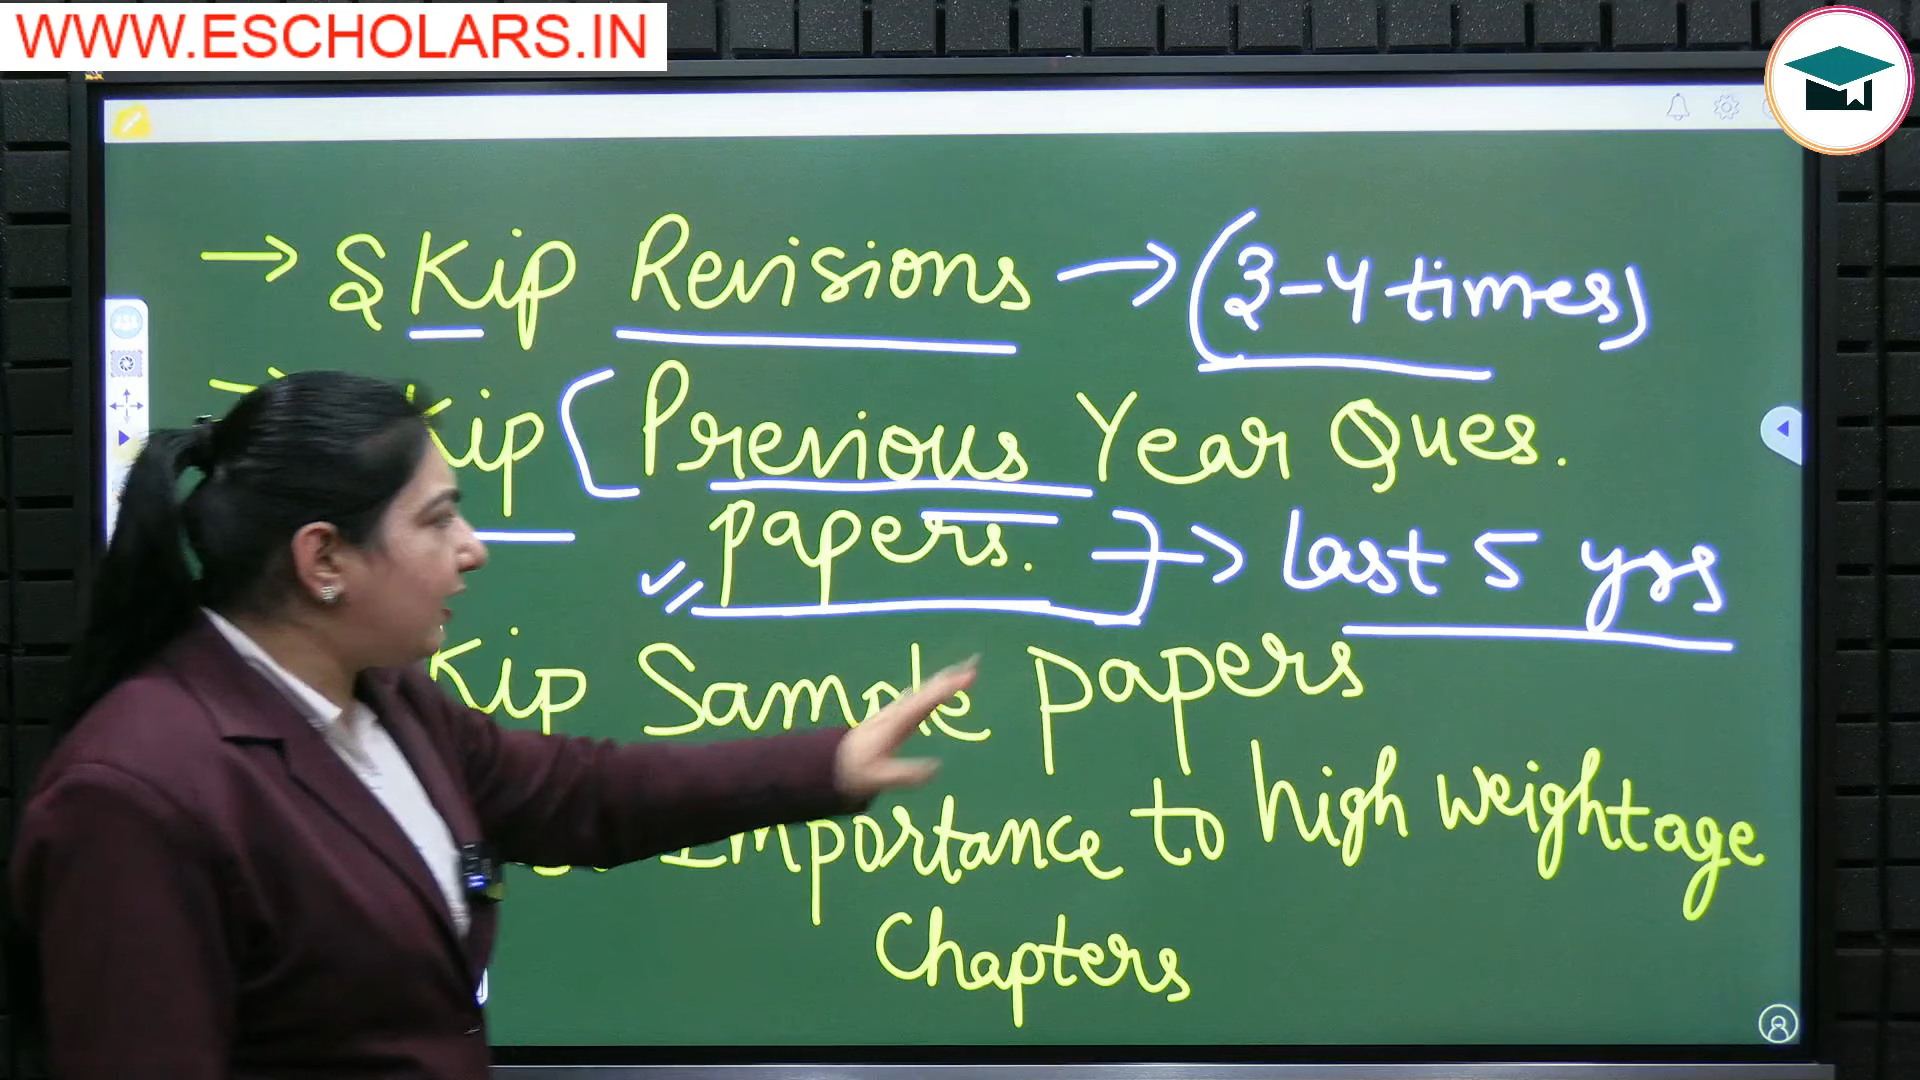 WWW.ESCHOLARS.IN
→ Skip Revisions → (3-4 times)
Kip Previous Year Ques.
papers. → Last 5 yrs
Kip Sample papers
Importance to high weightage
Chapters